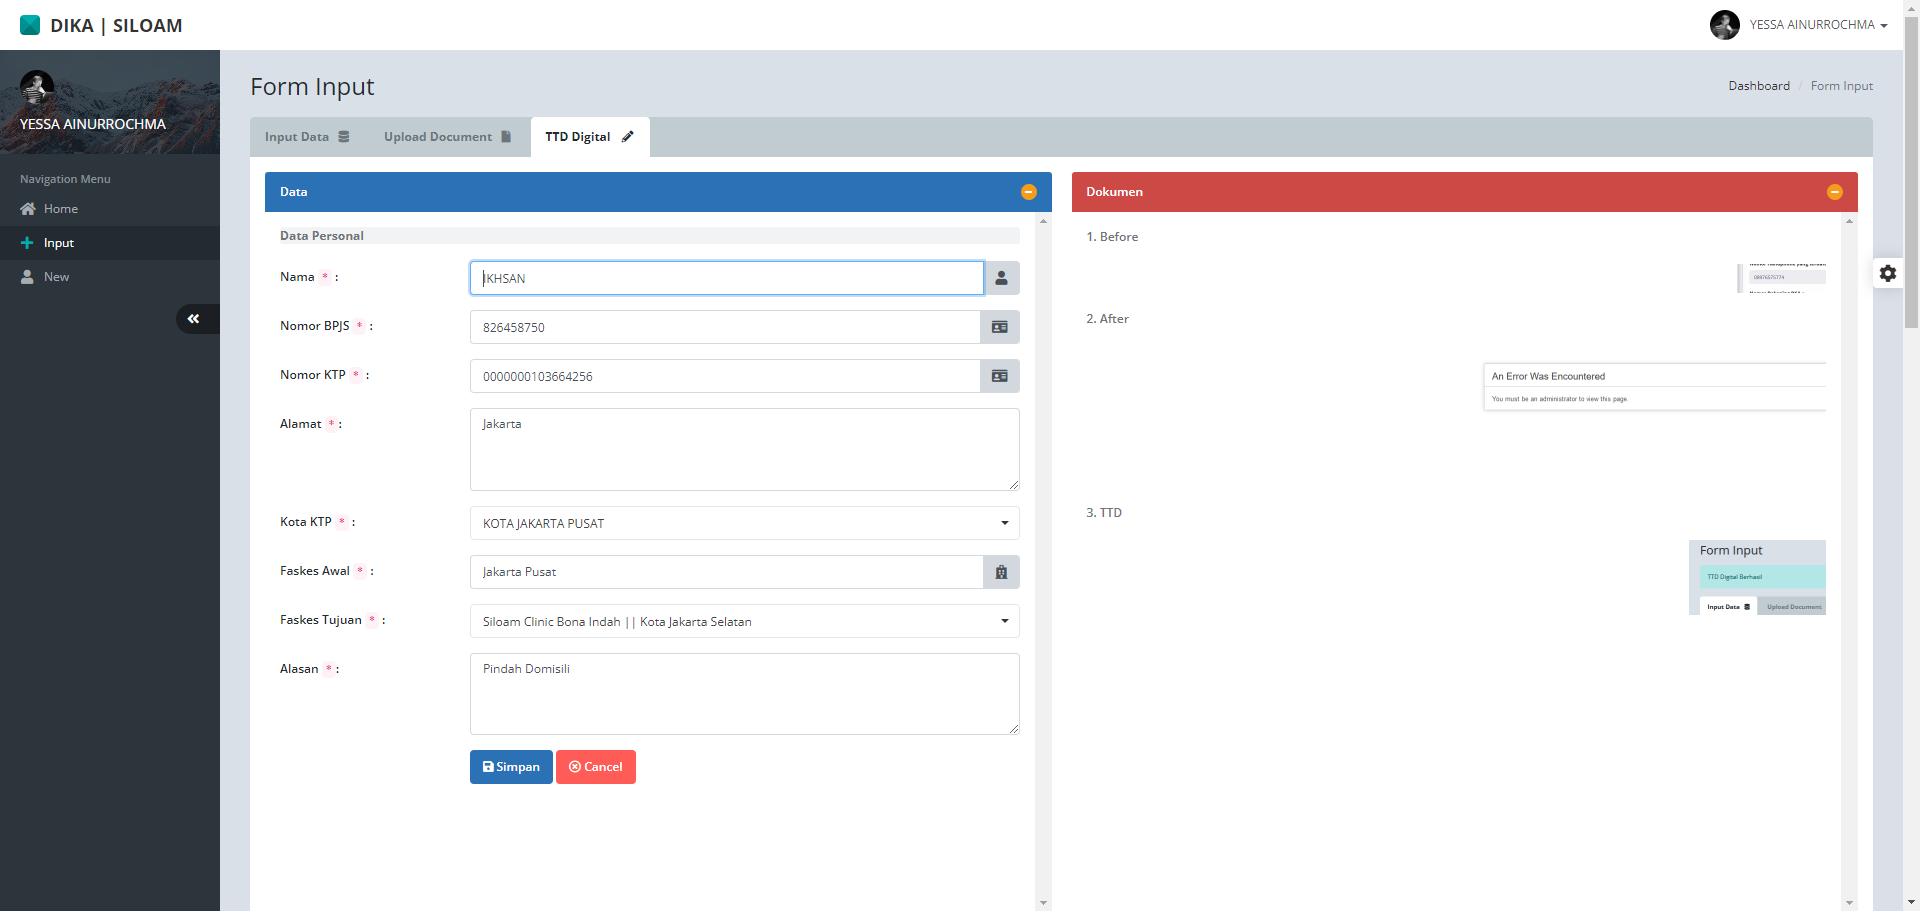 DIKA | SILOAM
YESSA AINURROCHMA
YESSA AINURROCHMA
Navigation Menu
Home
Input
New
Form Input
Dashboard / Form Input
Input Data
Upload Document
TTD Digital
Data
Data Personal
Nama * :
IKHSAN
Nomor BPJS * :
826458750
Nomor KTP * :
0000000103664256
Alamat * :
Jakarta
Kota KTP * :
KOTA JAKARTA PUSAT
Faskes Awal * :
Jakarta Pusat
Faskes Tujuan * :
Siloam Clinic Bona Indah || Kota Jakarta Selatan
Alasan * :
Pindah Domisili
Simpan
Cancel
Dokumen
1. Before
2. After
An Error Was Encountered
You must be an administrator to view this page.
3. TTD
Form Input
TTD Digital Berhasil
Input Data
Upload Document